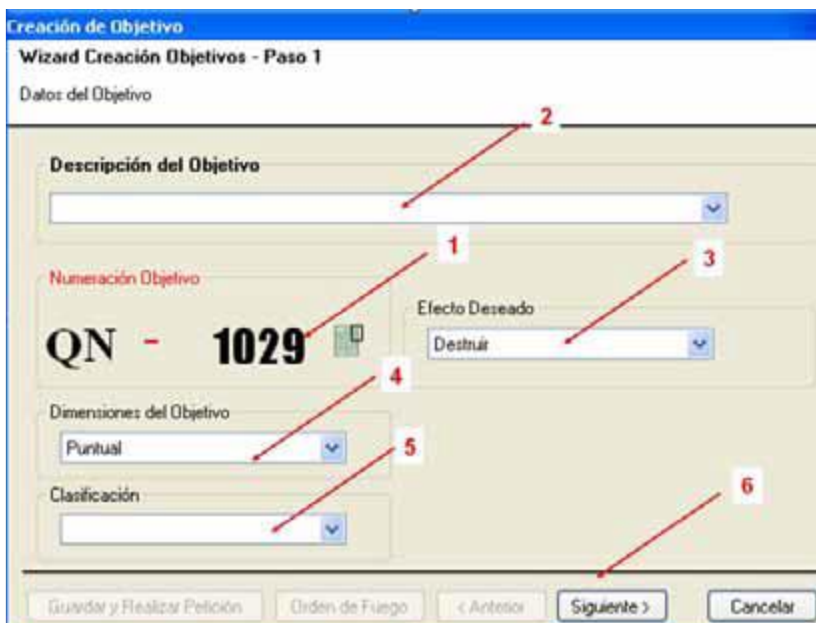 Creación de Objetivo
Wizard Creación Objetivos - Paso 1
Datos del Objetivo
2
Descripción del Objetivo
1
3
Numeración Objetivo
Efecto Deseado
QN - 1029
Destruir
4
Dimensiones del Objetivo
Puntual
5
Clasificación
6
Guardar y Realizar Petición
Orden de Fuego
< Anterior
Siguiente >
Cancelar